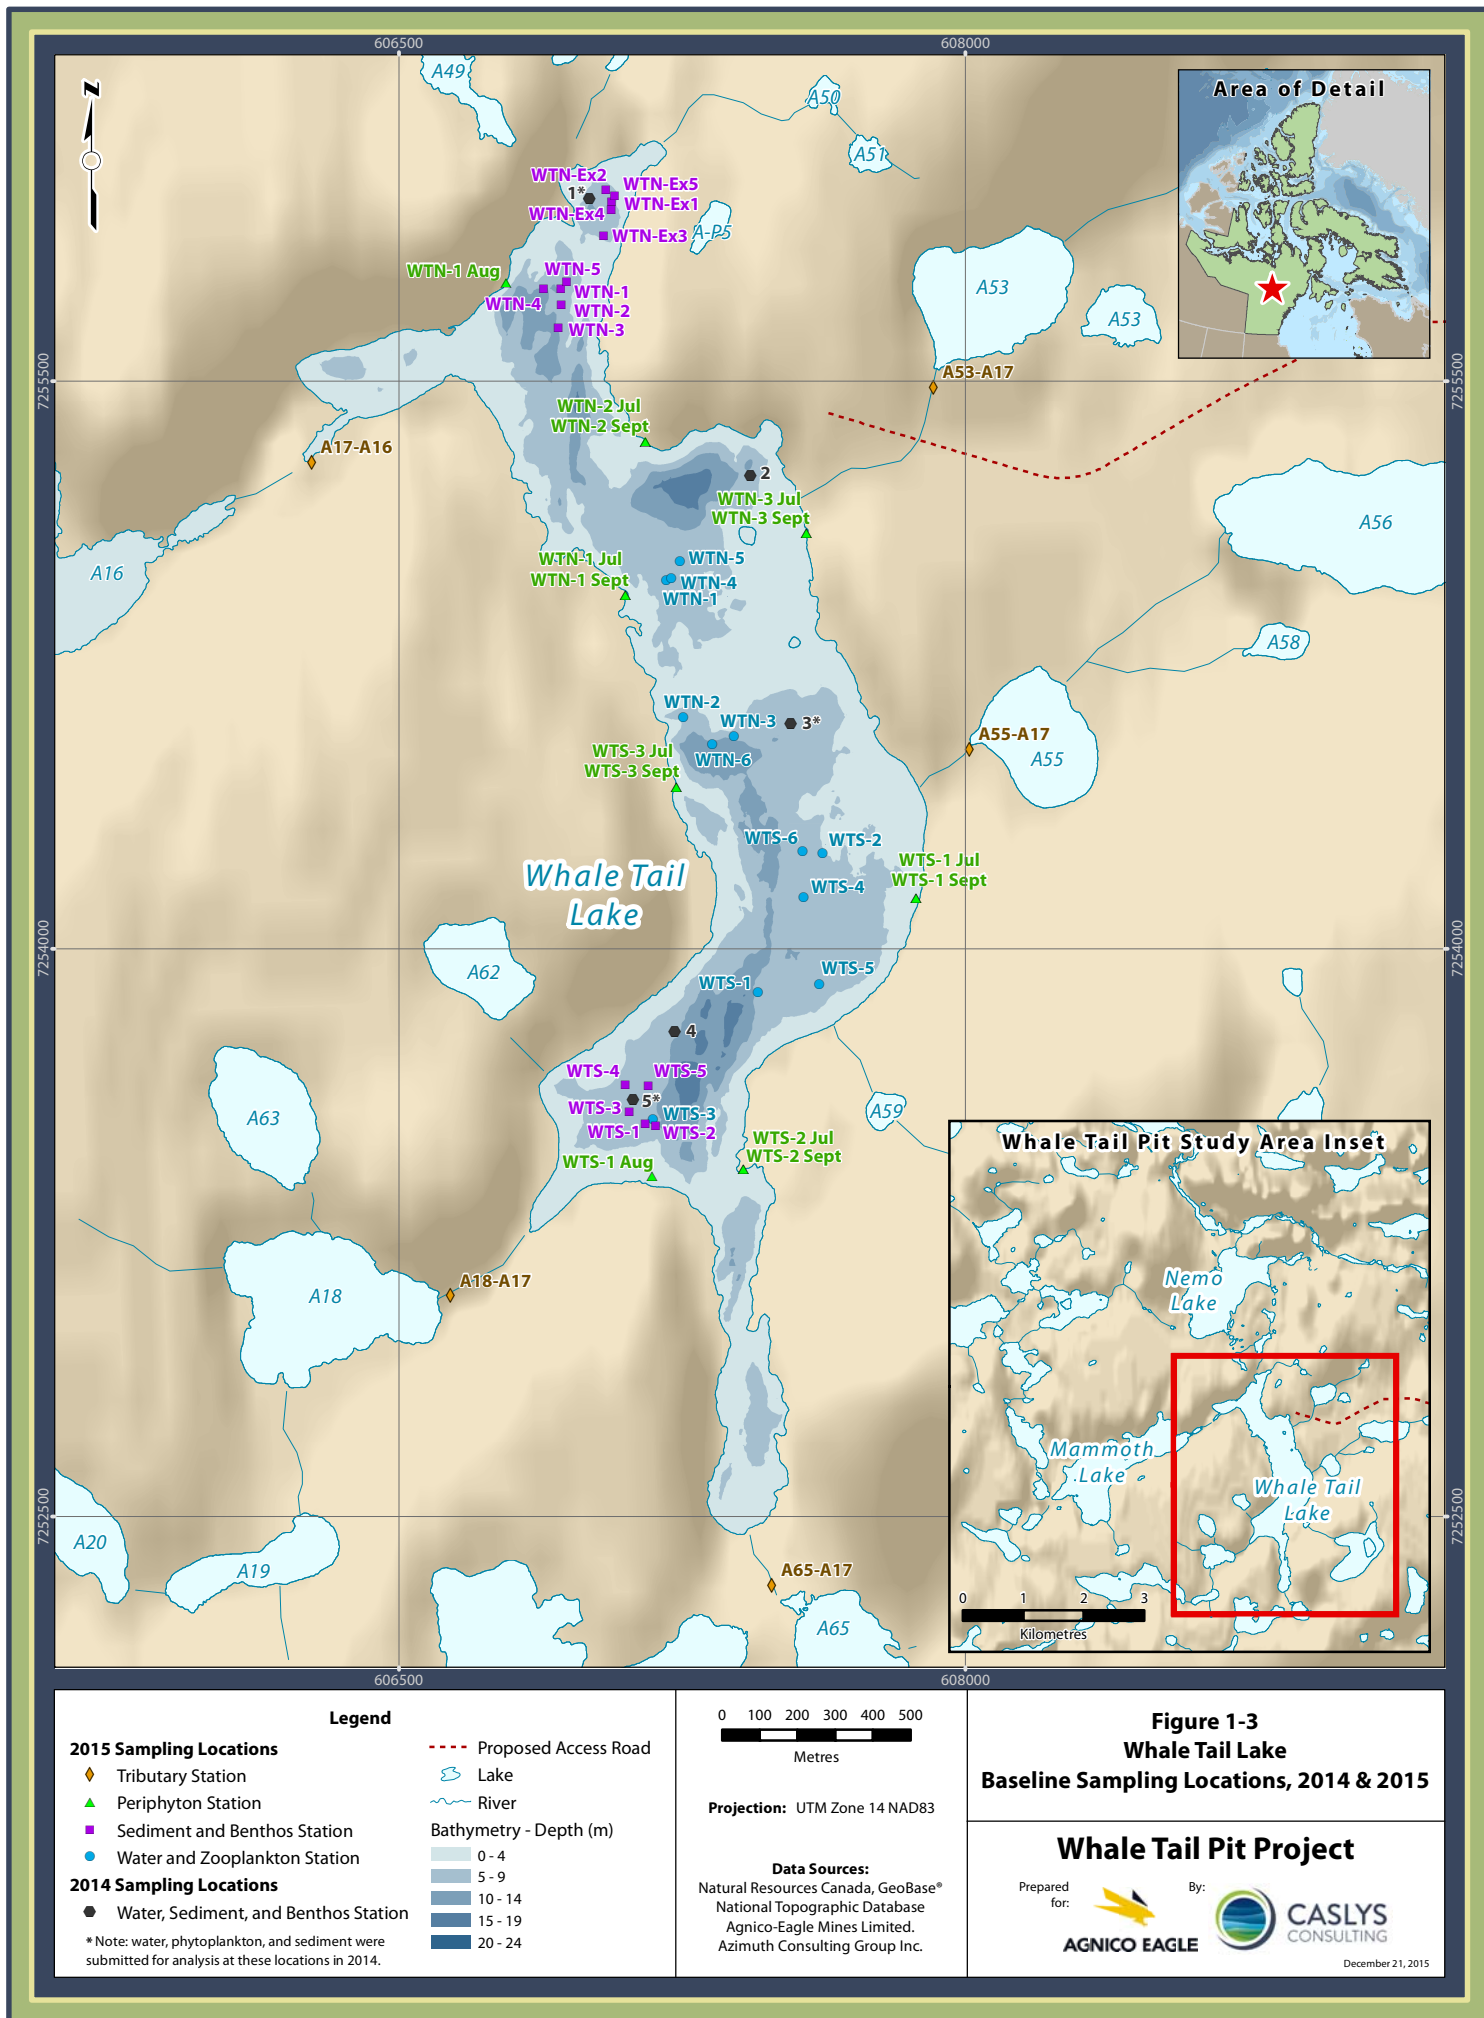 606500
608000
A49
A50
A51
Area of Detail
N
WTN-Ex2
WTN-Ex5
1*
WTN-Ex1
WTN-Ex4
WTN-Ex3
A-P5
WTN-1 Aug
WTN-5
WTN-1
WTN-4
WTN-2
WTN-3
A53
A53
7255500
7255500
A53-A17
WTN-2 Jul
WTN-2 Sept
A17-A16
2
WTN-3 Jul
WTN-3 Sept
A56
A16
WTN-1 Jul
WTN-1 Sept
WTN-5
WTN-4
WTN-1
A58
WTN-2
WTN-3
3*
WTN-6
A55-A17
A55
WTS-3 Jul
WTS-3 Sept
WTS-6
WTS-2
WTS-1 Jul
WTS-1 Sept
WTS-4
Whale Tail
Lake
7254000
7254000
A62
WTS-5
WTS-1
4
WTS-4
WTS-5
5*
WTS-3
WTS-3
WTS-1
WTS-2
A63
A59
WTS-1 Aug
WTS-2 Jul
WTS-2 Sept
A18
A18-A17
Whale Tail Pit Study Area Inset
Nemo
Lake
Mammoth
Lake
Whale Tail
Lake
0 1 2 3
Kilometres
7252500
7252500
A20
A19
A65-A17
A65
606500
608000
Legend
2015 Sampling Locations
Tributary Station
Periphyton Station
Sediment and Benthos Station
Water and Zooplankton Station
2014 Sampling Locations
Water, Sediment, and Benthos Station
* Note: water, phytoplankton, and sediment were
submitted for analysis at these locations in 2014.
Proposed Access Road
Lake
River
Bathymetry - Depth (m)
0 - 4
5 - 9
10 - 14
15 - 19
20 - 24
0 100 200 300 400 500
Metres
Projection: UTM Zone 14 NAD83
Data Sources:
Natural Resources Canada, GeoBase®
National Topographic Database
Agnico-Eagle Mines Limited.
Azimuth Consulting Group Inc.
Figure 1-3
Whale Tail Lake
Baseline Sampling Locations, 2014 & 2015
Whale Tail Pit Project
Prepared
for:
AGNICO EAGLE
By:
CASLYS
CONSULTING
December 21, 2015